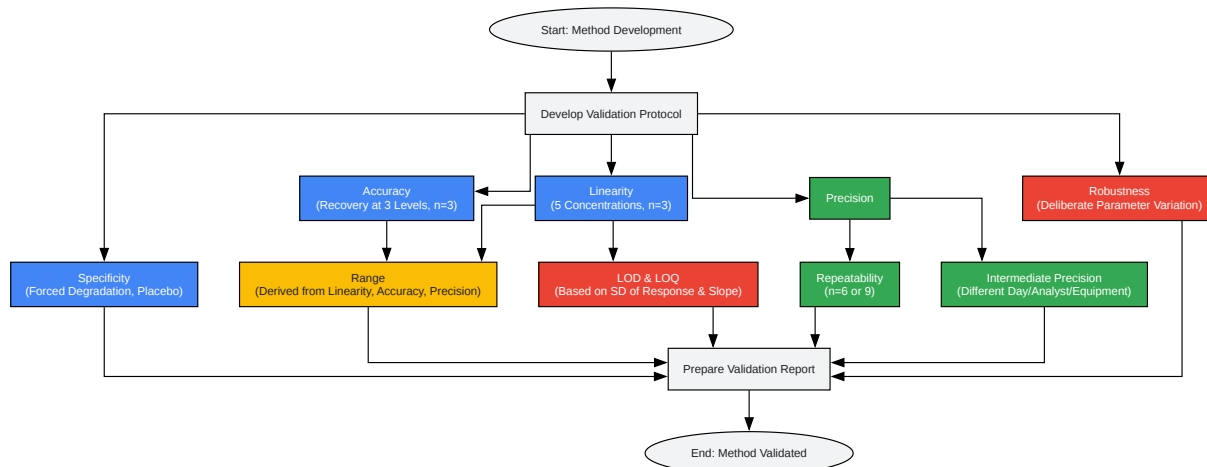 Start: Method Development
Develop Validation Protocol
Accuracy
(Recovery at 3 Levels, n=3)
Linearity
(5 Concentrations, n=3)
Precision
Robustness
(Deliberate Parameter Variation)
Specificity
(Forced Degradation, Placebo)
Range
(Derived from Linearity, Accuracy, Precision)
LOD & LOQ
(Based on SD of Response & Slope)
Repeatability
(n=6 or 9)
Intermediate Precision
(Different Day/Analyst/Equipment)
Prepare Validation Report
End: Method Validated